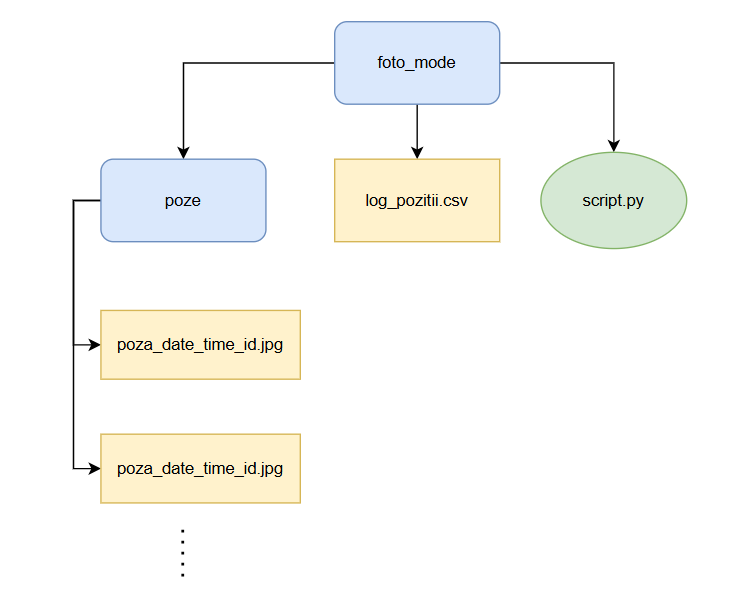 foto_mode
poze
log_pozitii.csv
script.py
poza_date_time_id.jpg
poza_date_time_id.jpg